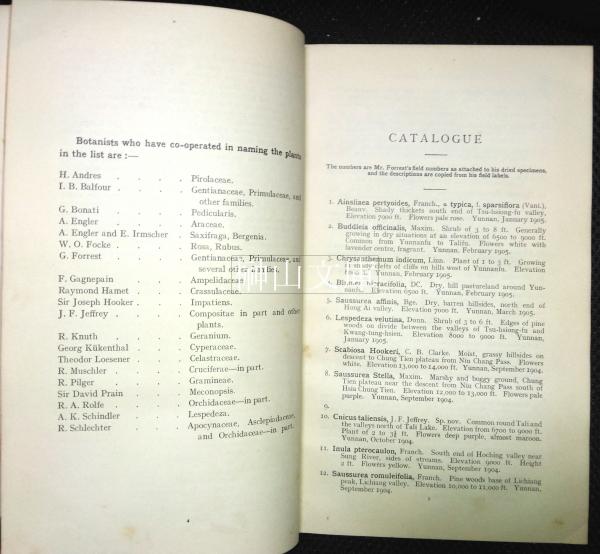 Botanists who have co-operated in naming the plants
in the list are :—
H. Andres . . . Pirolaceae.
I. B. Balfour . . . Gentianaceae, Primulaceae, and
other families.
G. Bonati . . . Pedicularis.
A. Engler . . . Araceae.
A. Engler and E. Irmscher . Saxifraga, Bergenia.
W. O. Focke . . . Rosa, Rubus.
G. Forrest . . . Gentianaceae, Primulaceae, and
several other families.
F. Gagnepain . . . Ampelidaceae
Raymond Hamet . . . Crassulaceae.
Sir Joseph Hooker . . . Impatiens.
J. F. Jeffrey . . . Compositae in part and other
plants.
R. Knuth . . . Geranium.
Georg Kükenthal . . . Cyperaceae.
Theodor Loesener . . . Celastraceae.
R. Muschler . . . Cruciferae—in part.
R. Pilger . . . Gramineae.
Sir David Prain . . . Meconopsis.
R. A. Rolfe . . . Orchidaceae—in part.
A. K. Schindler . . . Lespedeza.
R. Schlechter . . . Apocynaceae, Asclepiadaceae,
and Orchidaceae—in part.
CATALOGUE
The numbers are Mr. Forrest's field numbers as attached to his dried specimens,
and the descriptions are copied from his field labels.
1. Ainsliaea pertyoides, Franch., a typica, f. sparsiflora (Vani.),
Beauv. Shady thickets south end of Tsu-hsiong-fu valley,
Elevation 7000 feet. Flowers pale rose. Yunnan, January 1905.
2. Buddleia officinalis, Maxim. Shrub of 3 to 8 ft. Generally
growing in dry situations at an elevation of 6500 to 9000 ft.
Common from Yunnanfu to Talifu. Flowers white with
lavender centre, fragrant. Yunnan, February 1905.
3. Chrysanthemum indicum, Linn. Plant of 1 to 3 ft. Growing
in shady clefts of cliffs on hills west of Yunnanfu. Elevation
ft. Yunnan, February 1905.
4. Blumea hieracifolia, DC. Dry, hill pastureland around Yun-
nanfu. Elevation 6500 ft. Yunnan, February 1905.
5. Saussurea affinis, Bge. Dry, barren hillsides, north end of
Hong Ai valley. Elevation 7000 ft. Yunnan, March 1905.
6. Lespedeza velutina, Dunn. Shrub of 3 to 6 ft. Edges of pine
woods on divide between the valleys of Tsu-hsiong-fu and
Kwang-tung-hsien. Elevation 8000 to 9000 ft. Yunnan,
January 1905.
7. Scabiosa Hookeri, C. B. Clarke. Moist, grassy hillsides on
descent to Chung Tien plateau from Niu Chang Pass. Flowers
white. Elevation 13,000 to 14,000 ft. Yunnan, September 1904.
8. Saussurea Stella, Maxim. Marshy and boggy ground, Chung
Tien plateau near the descent from Niu Chang Pass south of
Hsia Chung Tien. Elevation 12,000 to 13,000 ft. Flowers pale
purple. Yunnan, September 1904.
9.
10. Cnicus taliensis, J. F. Jeffrey. Sp. nov. Common round Tali and
the valleys north of Tali Lake. Elevation from 6700 to 9000 ft.
Plant of 2 to 3½ ft. Flowers deep purple, almost maroon.
Yunnan, October 1904.
11. Inula pterocaulon, Franch. South end of Hoching valley near
Sung River, sides of streams. Elevation 9000 ft. Height
2 ft. Flowers yellow. Yunnan, September 1904.
12. Saussurea romuleifolia, Franch. Pine woods base of Lichiang
peak, Lichiang valley. Elevation 10,000 to 11,000 ft. Yunnan,
September 1904.